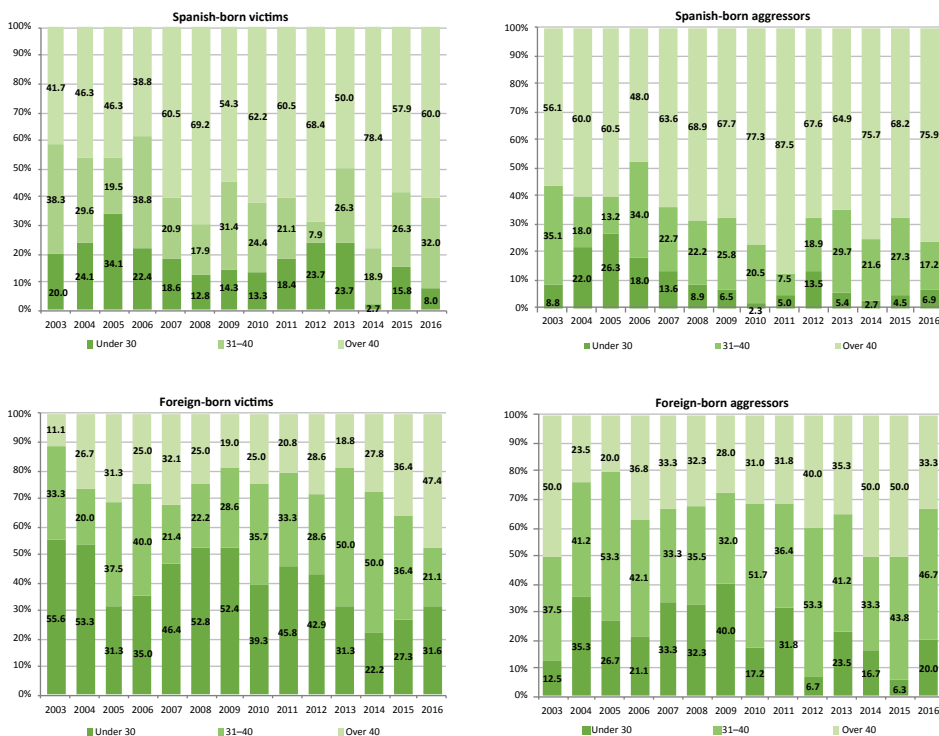 Spanish-born victims
100%
90%
80%
70%
60%
50%
40%
30%
20%
10%
0%
41.7 46.3 46.3 38.8 60.5 69.2 54.3 62.2 60.5 68.4 50.0 78.4 57.9 60.0
38.3 29.6 19.5 38.8 20.9 17.9 31.4 24.4 21.1 7.9 26.3 18.9 26.3 32.0
20.0 24.1 34.1 22.4 18.6 12.8 14.3 13.3 18.4 23.7 23.7 2.7 15.8 8.0
2003 2004 2005 2006 2007 2008 2009 2010 2011 2012 2013 2014 2015 2016
Under 30 31–40 Over 40
Spanish-born aggressors
100%
90%
80%
70%
60%
50%
40%
30%
20%
10%
0%
56.1 60.0 60.5 48.0 63.6 68.9 67.7 77.3 87.5 67.6 64.9 75.7 68.2 75.9
35.1 18.0 13.2 34.0 22.7 22.2 25.8 20.5 7.5 18.9 29.7 21.6 27.3 17.2
8.8 22.0 26.3 18.0 13.6 8.9 6.5 2.3 5.0 13.5 5.4 2.7 4.5 6.9
2003 2004 2005 2006 2007 2008 2009 2010 2011 2012 2013 2014 2015 2016
Under 30 31–40 Over 40
Foreign-born victims
100%
90%
80%
70%
60%
50%
40%
30%
20%
10%
0%
11.1 26.7 31.3 25.0 32.1 25.0 19.0 25.0 20.8 28.6 18.8 27.8 36.4 47.4
33.3 20.0 37.5 40.0 21.4 22.2 28.6 35.7 33.3 28.6 50.0 50.0 36.4 21.1
55.6 53.3 31.3 35.0 46.4 52.8 52.4 39.3 45.8 42.9 31.3 22.2 27.3 31.6
2003 2004 2005 2006 2007 2008 2009 2010 2011 2012 2013 2014 2015 2016
Under 30 31–40 Over 40
Foreign-born aggressors
100%
90%
80%
70%
60%
50%
40%
30%
20%
10%
0%
50.0 23.5 20.0 36.8 33.3 32.3 28.0 31.0 31.8 40.0 35.3 50.0 50.0 33.3
37.5 41.2 53.3 42.1 33.3 35.5 32.0 51.7 36.4 53.3 41.2 33.3 43.8 46.7
12.5 35.3 26.7 21.1 33.3 32.3 40.0 17.2 31.8 6.7 23.5 16.7 6.3 20.0
2003 2004 2005 2006 2007 2008 2009 2010 2011 2012 2013 2014 2015 2016
Under 30 31–40 Over 40